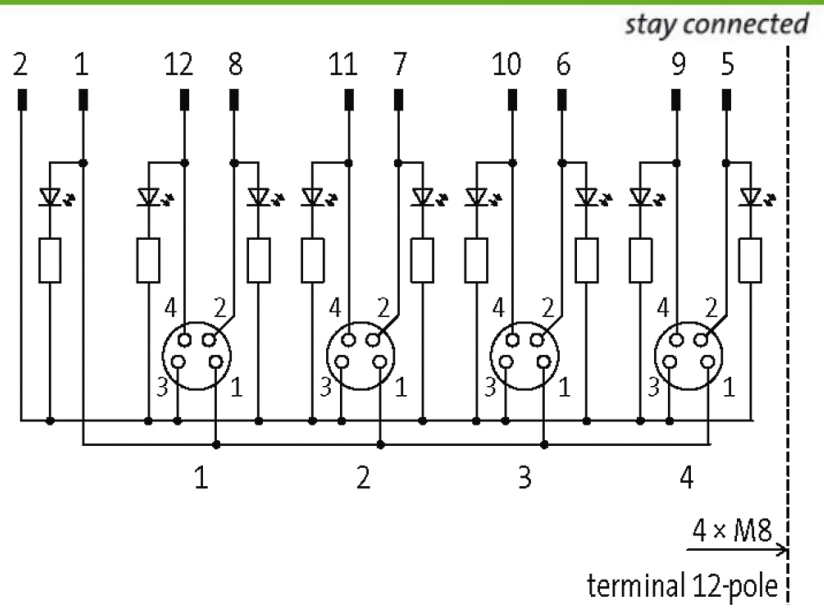 stay connected
2 1 12 8 11 7 10 6 9 5
4 2 4 2 4 2 4 2
3 1 3 1 3 1 3 1
1 2 3 4
4 × M8
terminal 12-pole